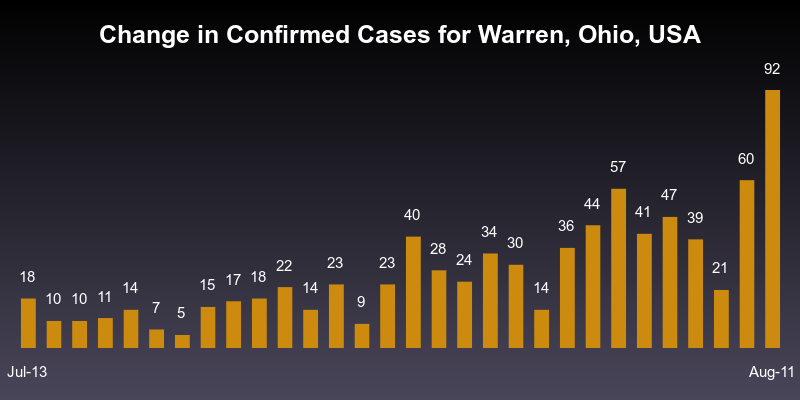 Change in Confirmed Cases for Warren, Ohio, USA
18 10 10 11 14 7 5 15 17 18 22 14 23 9 23 40 28 24 34 30 14 36 44 57 41 47 39 21 60 92
Jul-13 Aug-11